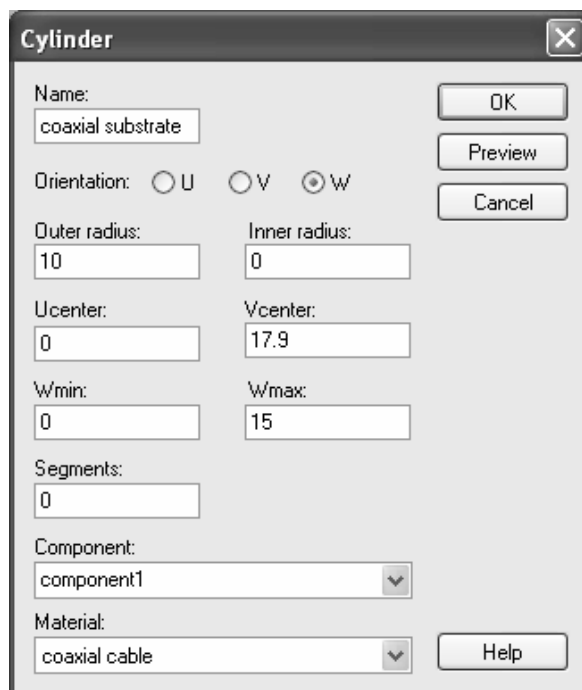 Cylinder
Name:
OK
coaxial substrate
Preview
Orientation: U V W
Cancel
Outer radius: Inner radius:
10 0
Ucenter: Vcenter:
0 17.9
Wmin: Wmax:
0 15
Segments:
0
Component:
component1
Material:
coaxial cable
Help